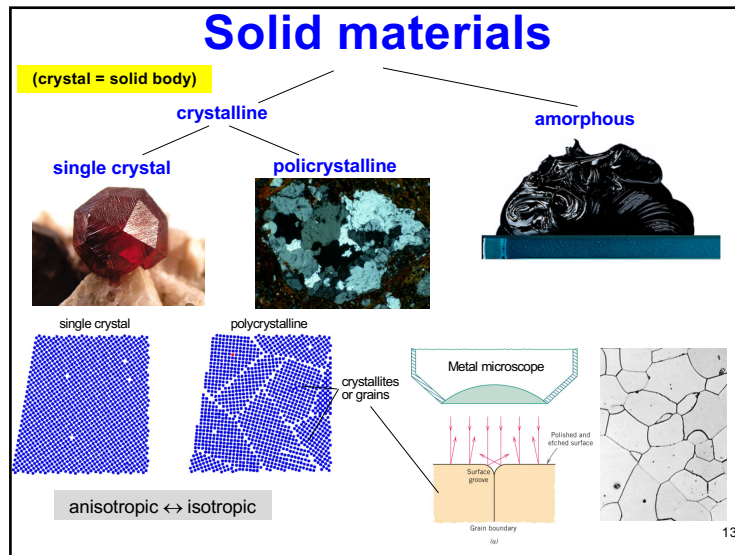 Solid materials
(crystal = solid body)
crystalline
amorphous
single crystal
policrystalline
single crystal
polycrystalline
crystallites
or grains
Metal microscope
Polished and
etched surface
Surface
groove
Grain boundary
(a)
anisotropic ↔ isotropic
13